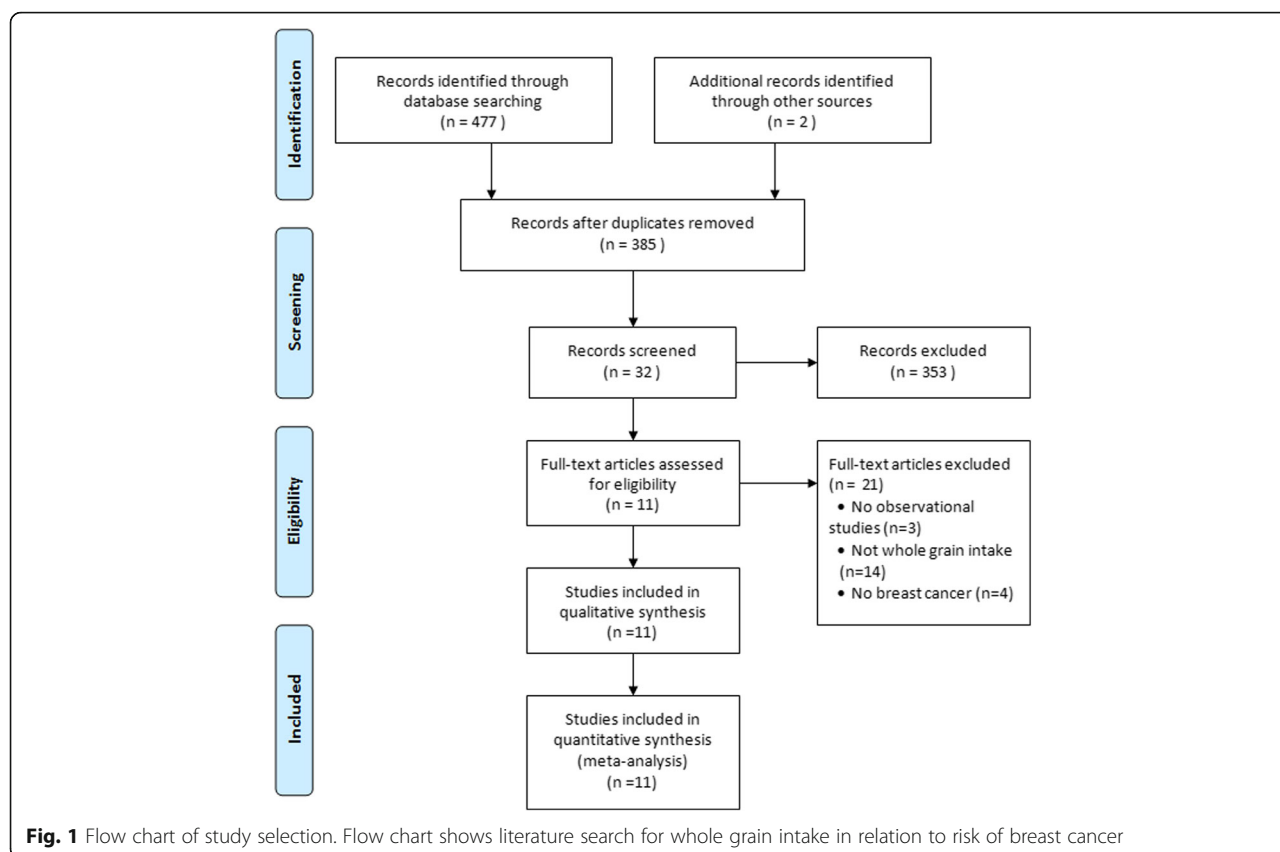 Identification
Records identified through
database searching
(n = 477 )
Additional records identified
through other sources
(n = 2 )
Records after duplicates removed
(n = 385 )
Screening
Records screened
(n = 32 )
Records excluded
(n = 353 )
Eligibility
Full-text articles assessed
for eligibility
(n = 11 )
Full-text articles excluded
(n = 21)
• No observational
studies (n=3)
• Not whole grain intake
(n=14)
• No breast cancer (n=4)
Studies included in
qualitative synthesis
(n =11)
Included
Studies included in
quantitative synthesis
(meta-analysis)
(n =11)
Fig. 1 Flow chart of study selection. Flow chart shows literature search for whole grain intake in relation to risk of breast cancer